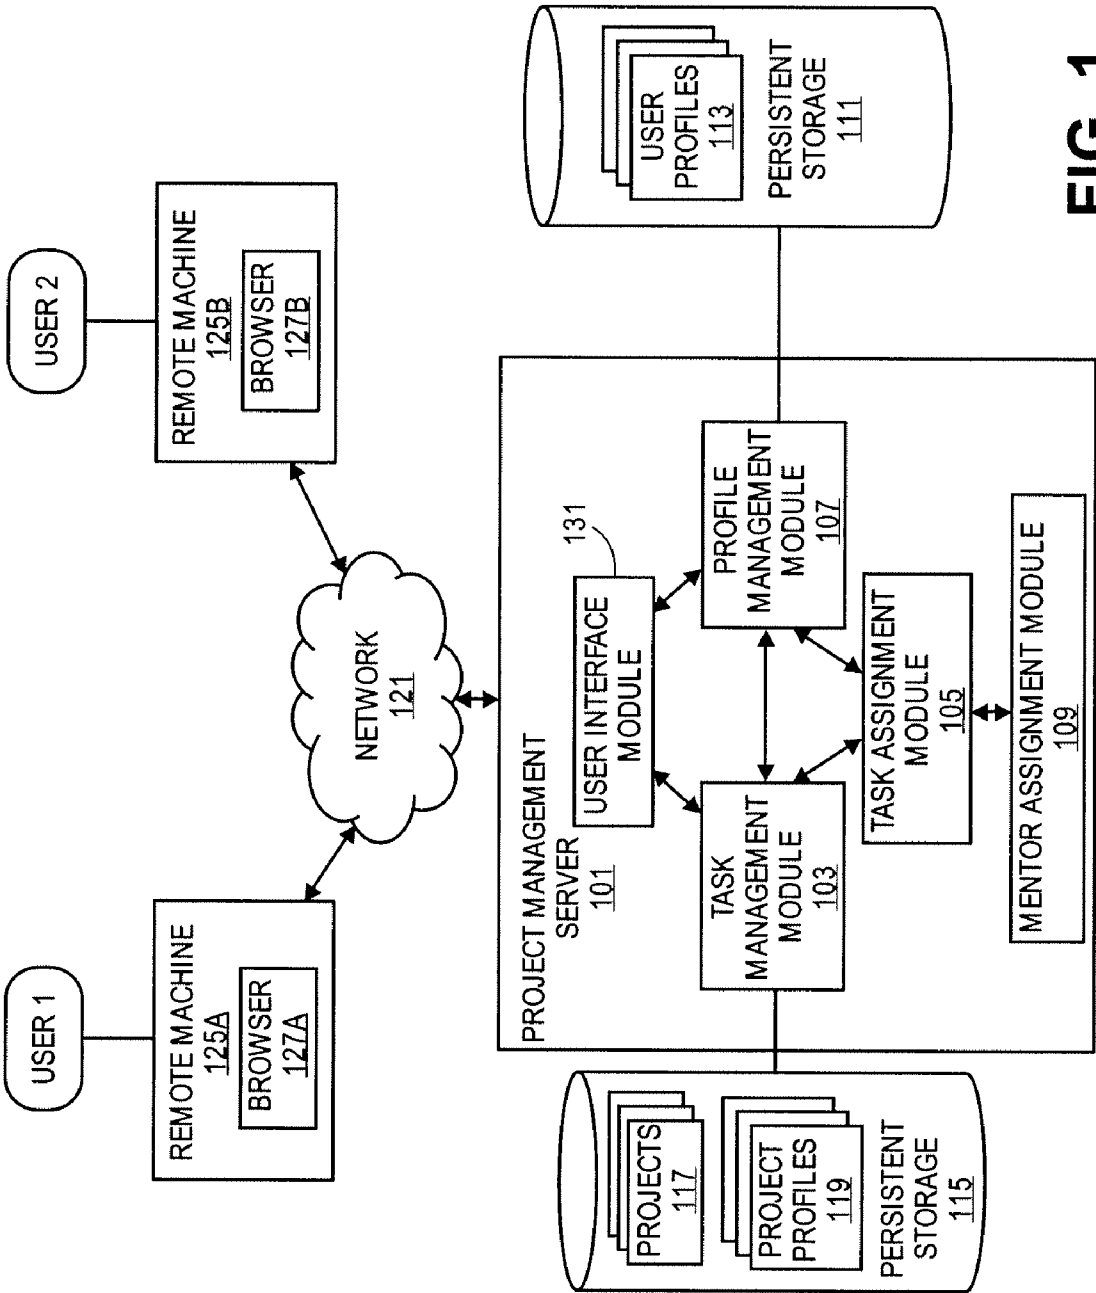 USER 1
USER 2
REMOTE MACHINE
125A
BROWSER
127A
REMOTE MACHINE
125B
BROWSER
127B
NETWORK
121
PROJECT MANAGEMENT
SERVER
101
USER INTERFACE
MODULE
131
TASK
MANAGEMENT
MODULE
103
PROFILE
MANAGEMENT
MODULE
107
TASK ASSIGNMENT
MODULE
105
MENTOR ASSIGNMENT MODULE
109
PROJECTS
117
PROJECT
PROFILES
119
PERSISTENT
STORAGE
115
USER
PROFILES
113
PERSISTENT
STORAGE
111
FIG. 1